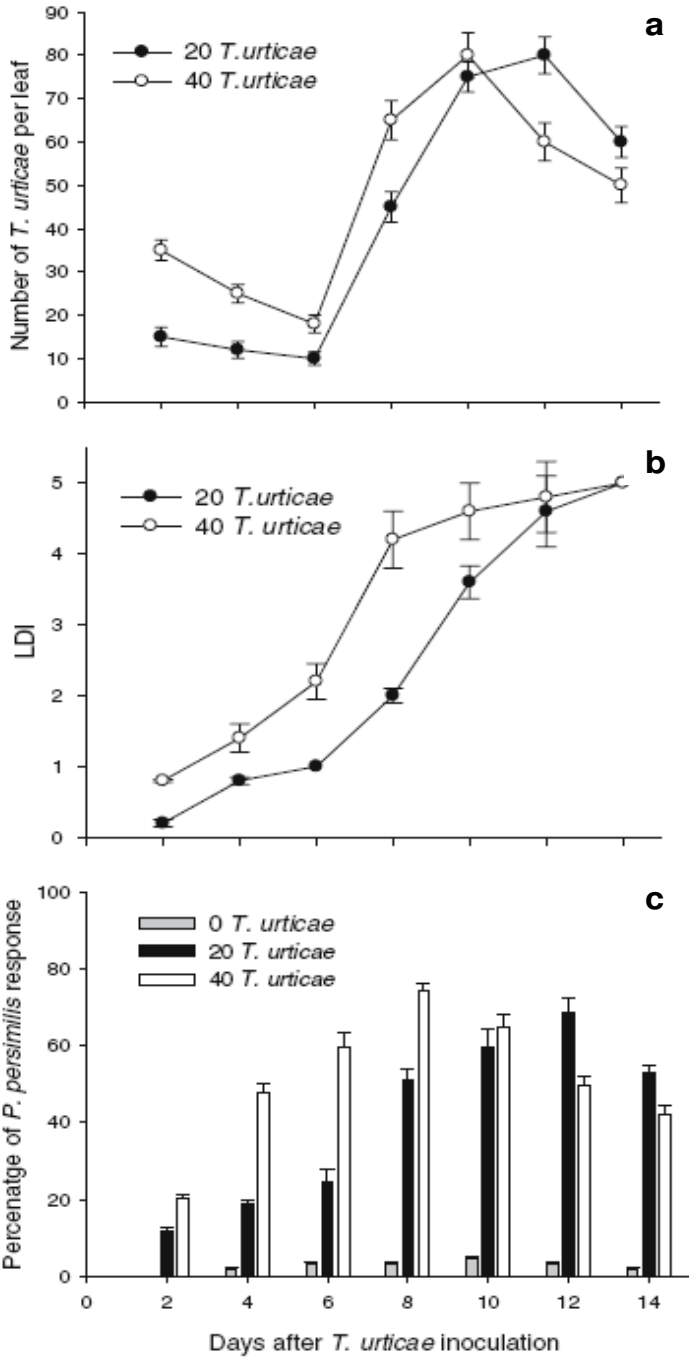 a
90
80
70
60
50
40
30
20
10
0
Number of T. urticae per leaf
20 T.urticae
40 T.urticae
b
5
4
3
2
1
0
LDI
20 T.urticae
40 T. urticae
c
100
80
60
40
20
0
Percenatge of P. persimilis response
0 T. urticae
20 T. urticae
40 T. urticae
0 2 4 6 8 10 12 14
Days after T. urticae inoculation